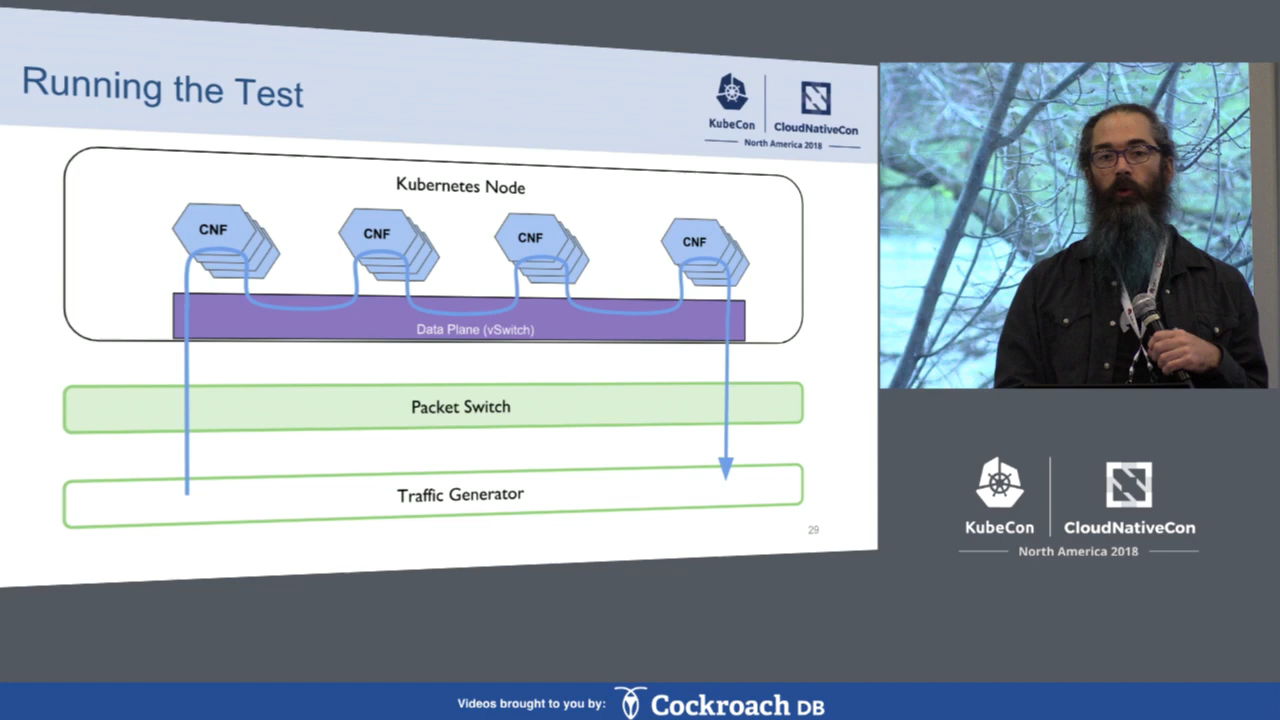 Running the Test
KubeCon
CloudNativeCon
North America 2018
Kubernetes Node
CNF
CNF
CNF
CNF
Data Plane (vSwitch)
Packet Switch
Traffic Generator
29
KubeCon
CloudNativeCon
North America 2018
Videos brought to you by:
Cockroach DB